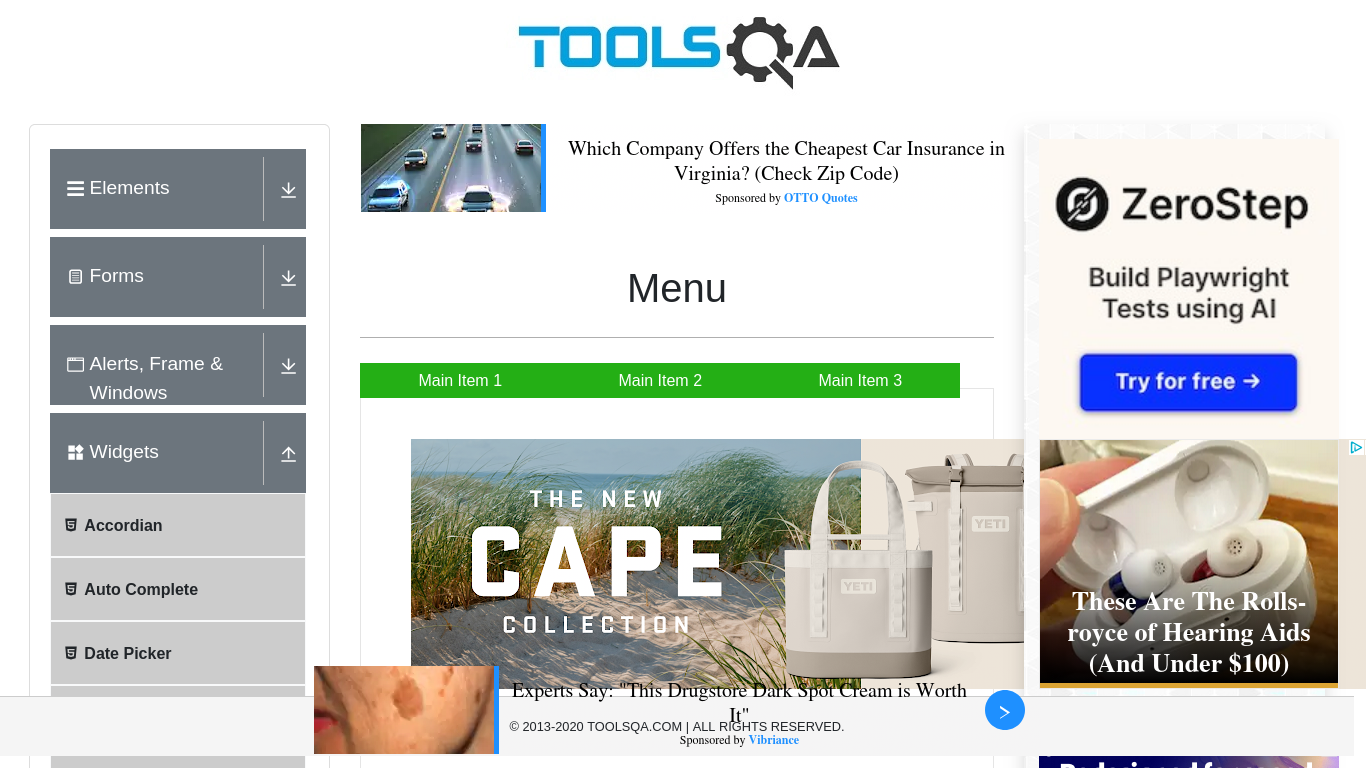 TOOLSQA
Elements
Forms
Alerts, Frame &
Windows
Widgets
Accordian
Auto Complete
Date Picker
Which Company Offers the Cheapest Car Insurance in
Virginia? (Check Zip Code)
Sponsored by OTTO Quotes
Menu
Main Item 1
Main Item 2
Main Item 3
THE NEW
CAPE
COLLECTION
YETI
YETI
ZeroStep
Build Playwright
Tests using AI
Try for free →
These Are The Rolls-
royce of Hearing Aids
(And Under $100)
Experts Say: "This Drugstore Dark Spot Cream is Worth
It"
© 2013-2020 TOOLSQA.COM | ALL RIGHTS RESERVED.
Sponsored by Vibriance